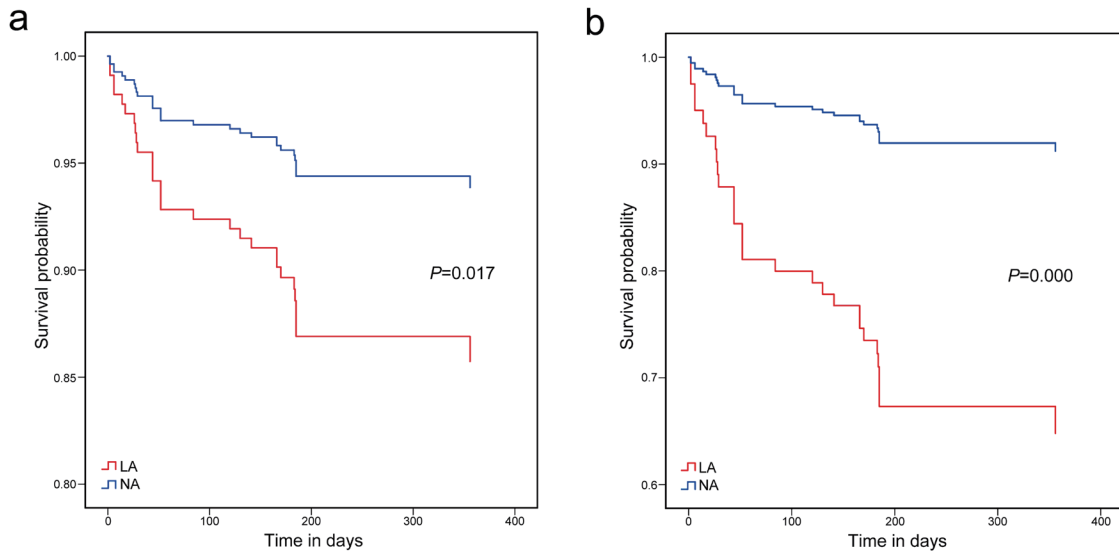 a
1.00
0.95
0.90
0.85
0.80
Survival probability
P=0.017
LA
NA
0
100
200
300
400
Time in days
b
1.0
0.9
0.8
0.7
0.6
Survival probability
P=0.000
LA
NA
0
100
200
300
400
Time in days